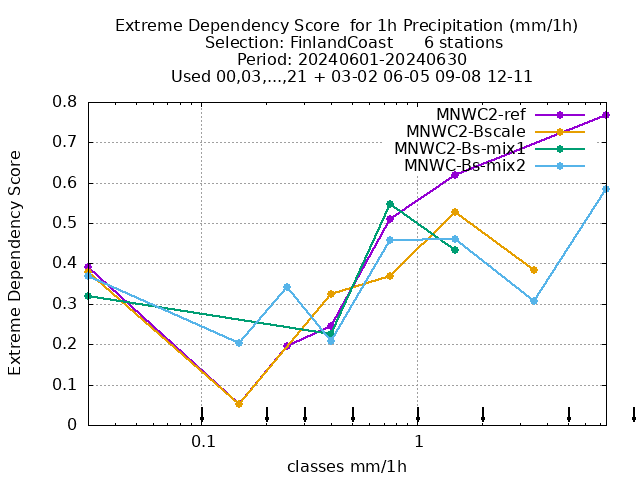 Extreme Dependency Score  for 1h Precipitation (mm/1h)
Selection: FinlandCoast      6 stations
Period: 20240601-20240630
Used 00,03,...,21 + 03-02 06-05 09-08 12-11
MNWC2-ref
MNWC2-Bscale
MNWC2-Bs-mix1
MNWC-Bs-mix2
Extreme Dependency Score
0.8
0.7
0.6
0.5
0.4
0.3
0.2
0.1
0
0.1
1
classes mm/1h